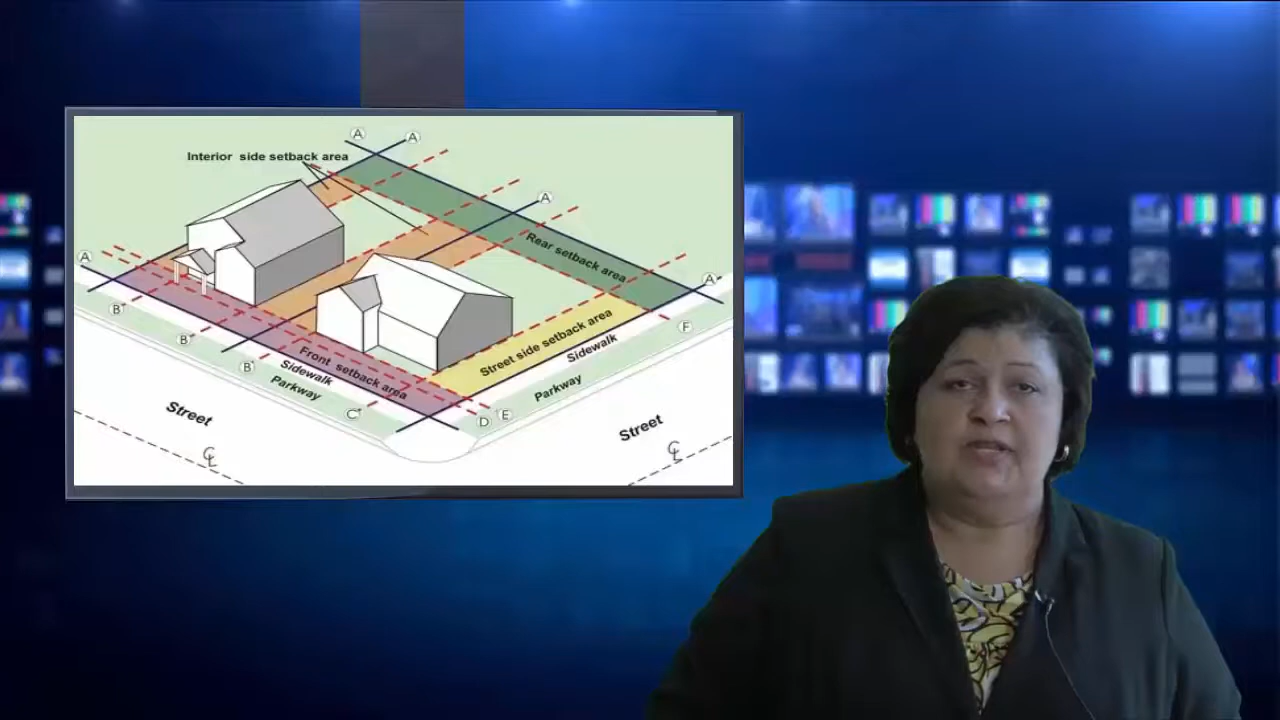 A
A
Interior side setback area
A
Rear setback area
A
A
B
Street side setback area
F
B
Sidewalk
Front setback area
B
Sidewalk
Parkway
Parkway
C
D
E
Street
Street
℄
℄